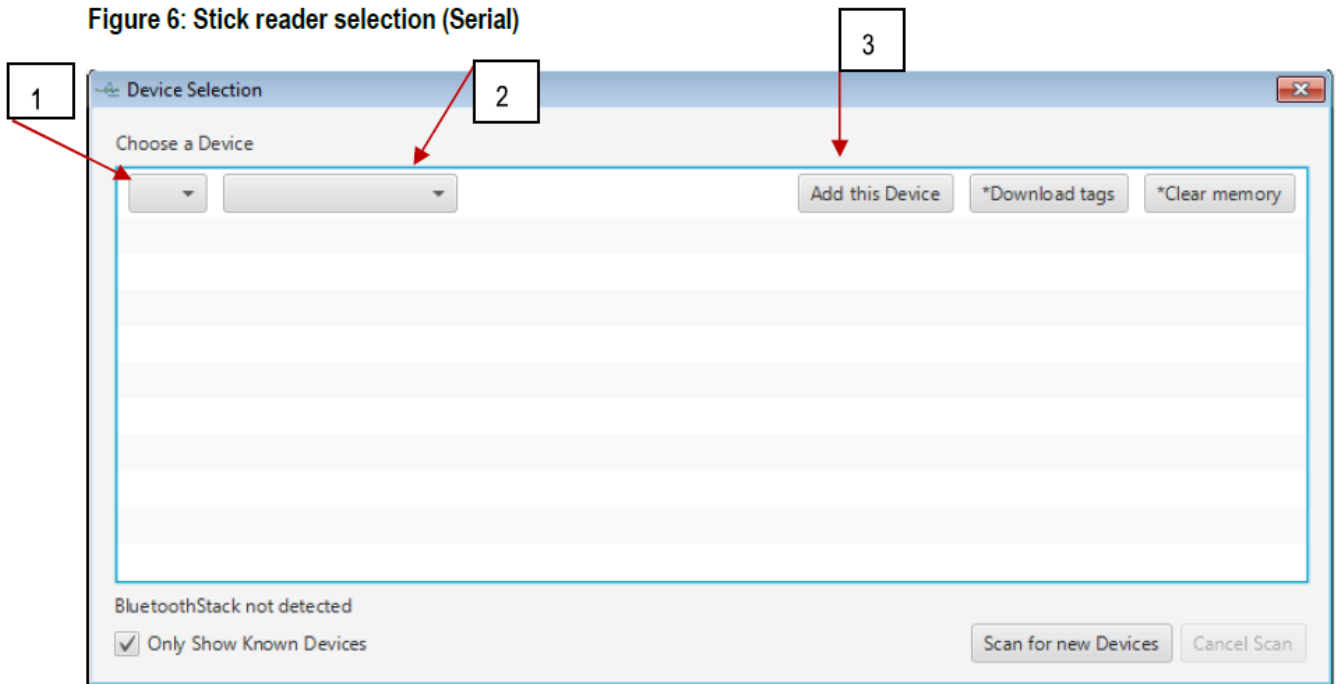 Figure 6: Stick reader selection (Serial)
3
1
Device Selection
2
Choose a Device
Add this Device
*Download tags
*Clear memory
BluetoothStack not detected
Only Show Known Devices
Scan for new Devices
Cancel Scan